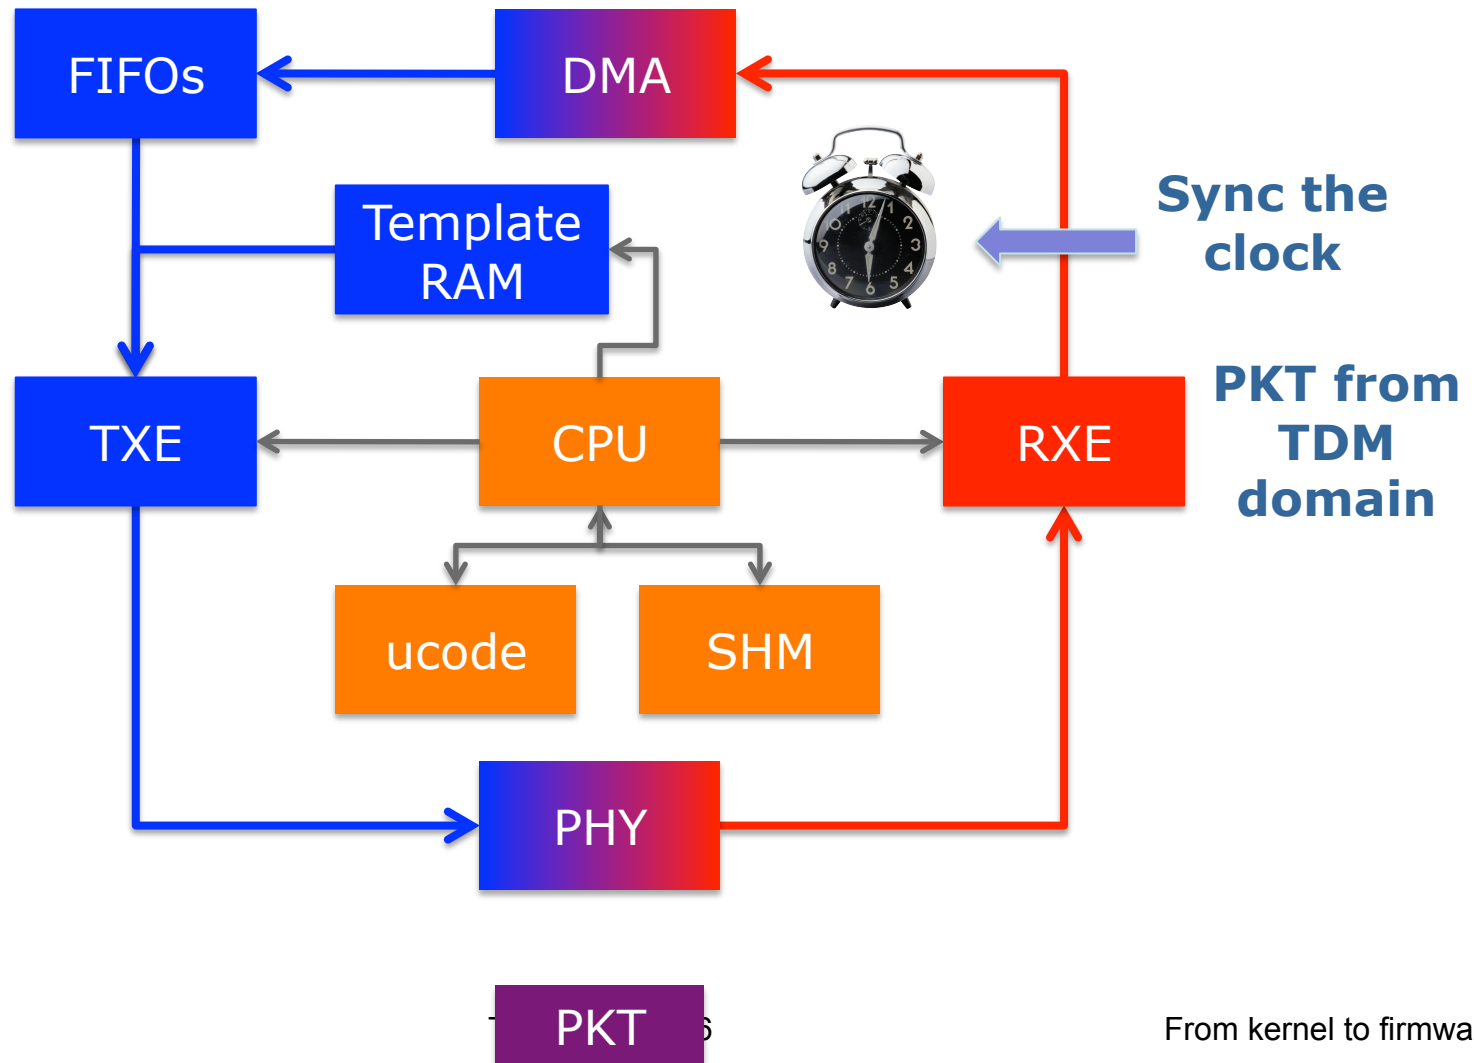 FIFOs
DMA
Template
RAM
Sync the
clock
TXE
CPU
RXE
PKT from
TDM
domain
ucode
SHM
PHY
PKT
From kernel to firmwa